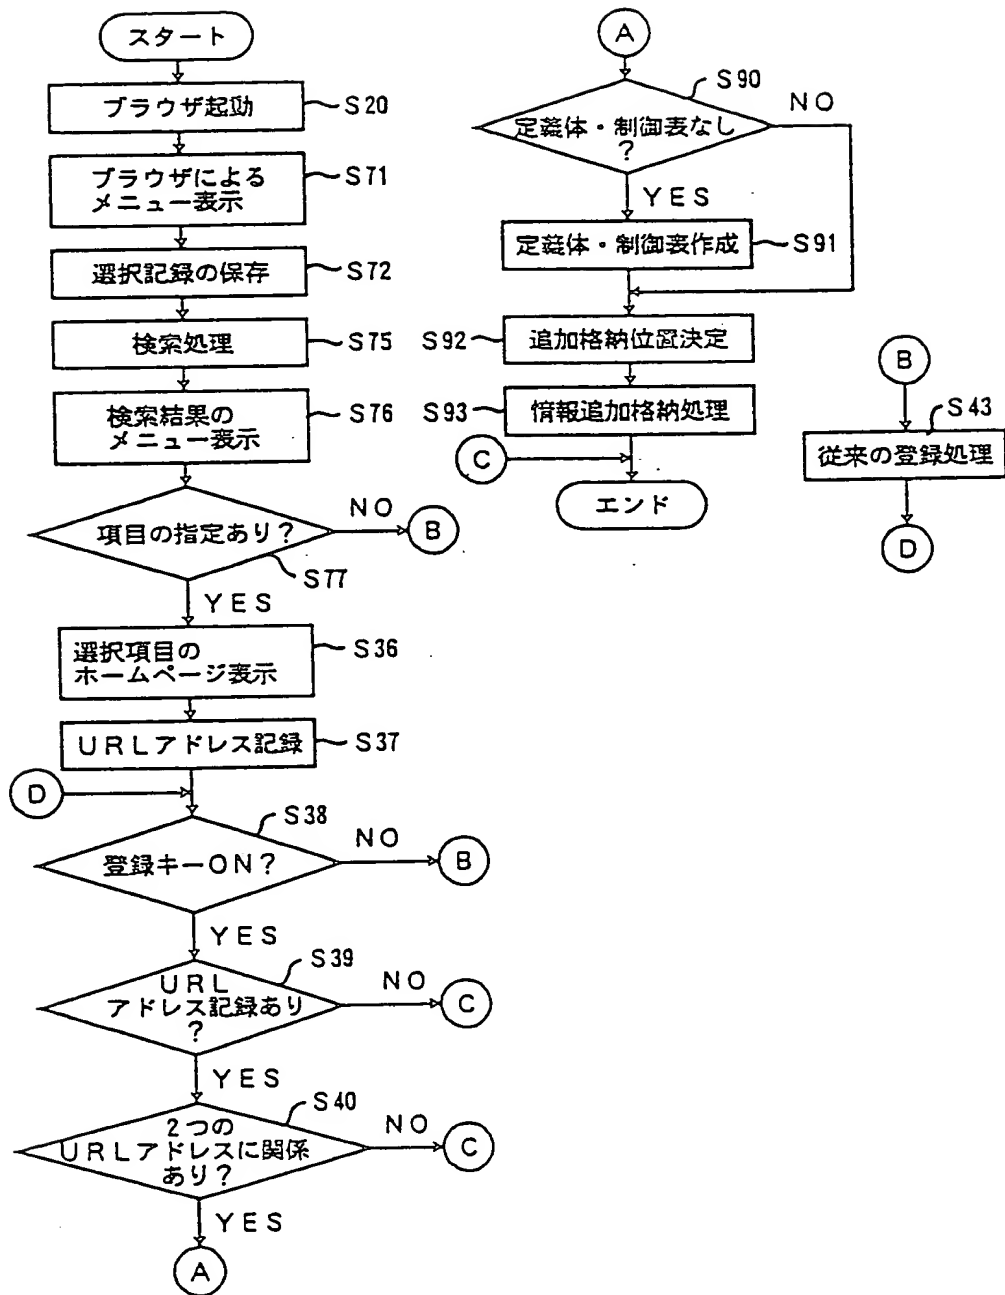 スタート
ブラウザ起動
S20
ブラウザによる
メニュー表示
S71
選択記録の保存
S72
検索処理
S75
検索結果の
メニュー表示
S76
項目の指定あり?
NO
B
S77
YES
選択項目の
ホームページ表示
S36
URLアドレス記録
S37
D
S38
登録キーON?
NO
B
YES
S39
URL
アドレス記録あり
?
NO
C
YES
S40
2つの
URLアドレスに関係
あり?
NO
C
YES
A
A
S90
定義体・制御表なし
?
NO
YES
定義体・制御表作成
S91
S92
追加格納位置決定
S93
情報追加格納処理
C
エンド
B
S43
従来の登録処理
D